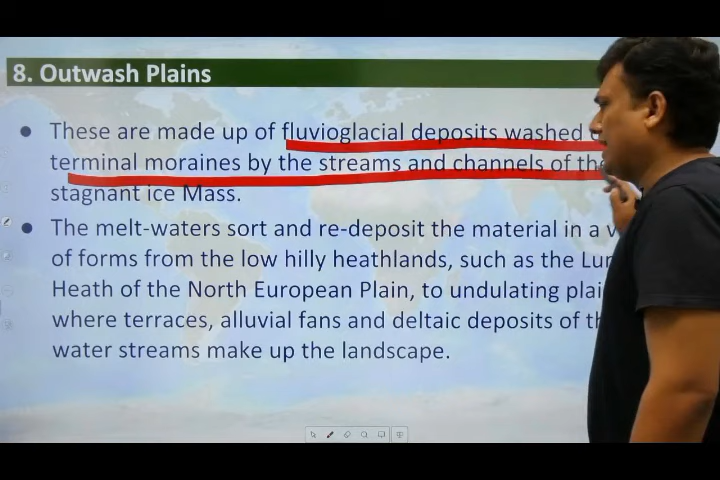 8. Outwash Plains
● These are made up of fluvioglacial deposits washed
terminal moraines by the streams and channels of the
stagnant ice Mass.
● The melt-waters sort and re-deposit the material in a
of forms from the low hilly heathlands, such as the
Heath of the North European Plain, to undulating
where terraces, alluvial fans and deltaic deposits of
water streams make up the landscape.